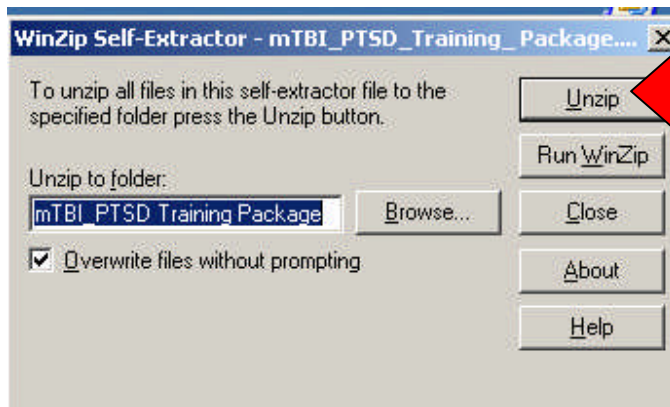 WinZip Self-Extractor - mTBI_PTSD_Training_ Package....
To unzip all files in this self-extractor file to the
specified folder press the Unzip button.
Unzip
Run WinZip
Unzip to folder:
mTBI_PTSD Training Package
Browse...
Close
Overwrite files without prompting
About
Help